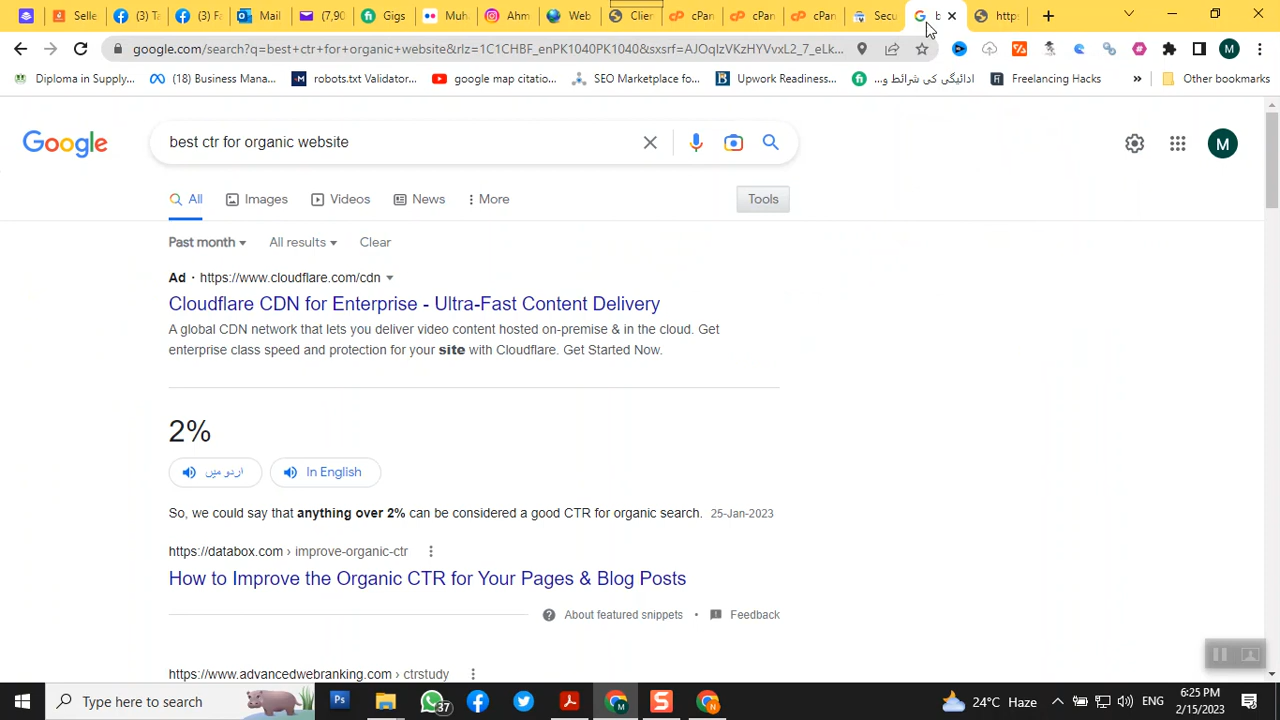 Selle
(3) Ta
(3) Fa
Mail
(7,90
Gigs
Muh
Ahm
Web
Clien
cPan
cPan
cPan
Secu
b
https
google.com/search?q=best+ctr+for+organic+website&rlz=1C1CHBF_enPK1040PK1040&sxsrf=AJOqlzVKzHYVvxL2_7_eLk...
M
Diploma in Supply...
(18) Business Mana...
robots.txt Validator...
google map citatio...
SEO Marketplace fo...
Upwork Readiness...
ادائیگی کی شرائط و...
Freelancing Hacks
»
Other bookmarks
Google
best ctr for organic website
M
All
Images
Videos
News
More
Tools
Past month
All results
Clear
Ad · https://www.cloudflare.com/cdn
Cloudflare CDN for Enterprise - Ultra-Fast Content Delivery
A global CDN network that lets you deliver video content hosted on-premise & in the cloud. Get
enterprise class speed and protection for your site with Cloudflare. Get Started Now.
2%
اردو میں
In English
So, we could say that anything over 2% can be considered a good CTR for organic search. 25-Jan-2023
https://databox.com › improve-organic-ctr
How to Improve the Organic CTR for Your Pages & Blog Posts
About featured snippets • Feedback
https://www.advancedwebranking.com › ctrstudy
Type here to search
Ps
37
M
S
N
24°C Haze
ENG
6:25 PM
2/15/2023